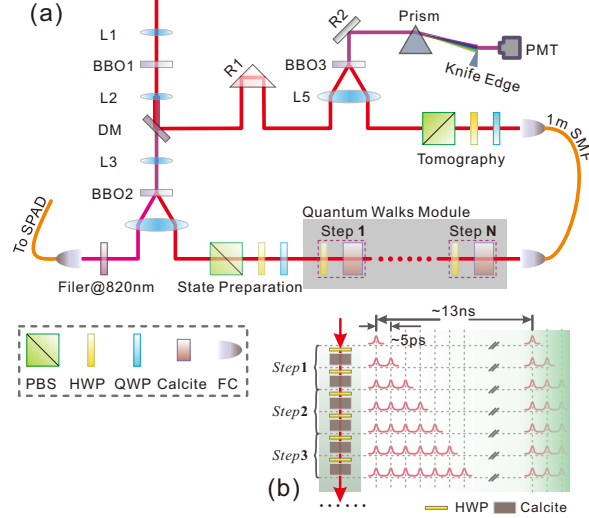 (a)
L1
BBO1
L2
DM
L3
BBO2
To SPAD
Filer@820nm
State Preparation
R1
R2
BBO3
L5
Prism
PMT
Knife Edge
Tomography
1m SMF
Quantum Walks Module
Step 1
Step N
PBS
HWP
QWP
Calcite
FC
~13ns
~5ps
Step1
Step2
Step3
(b)
HWP
Calcite